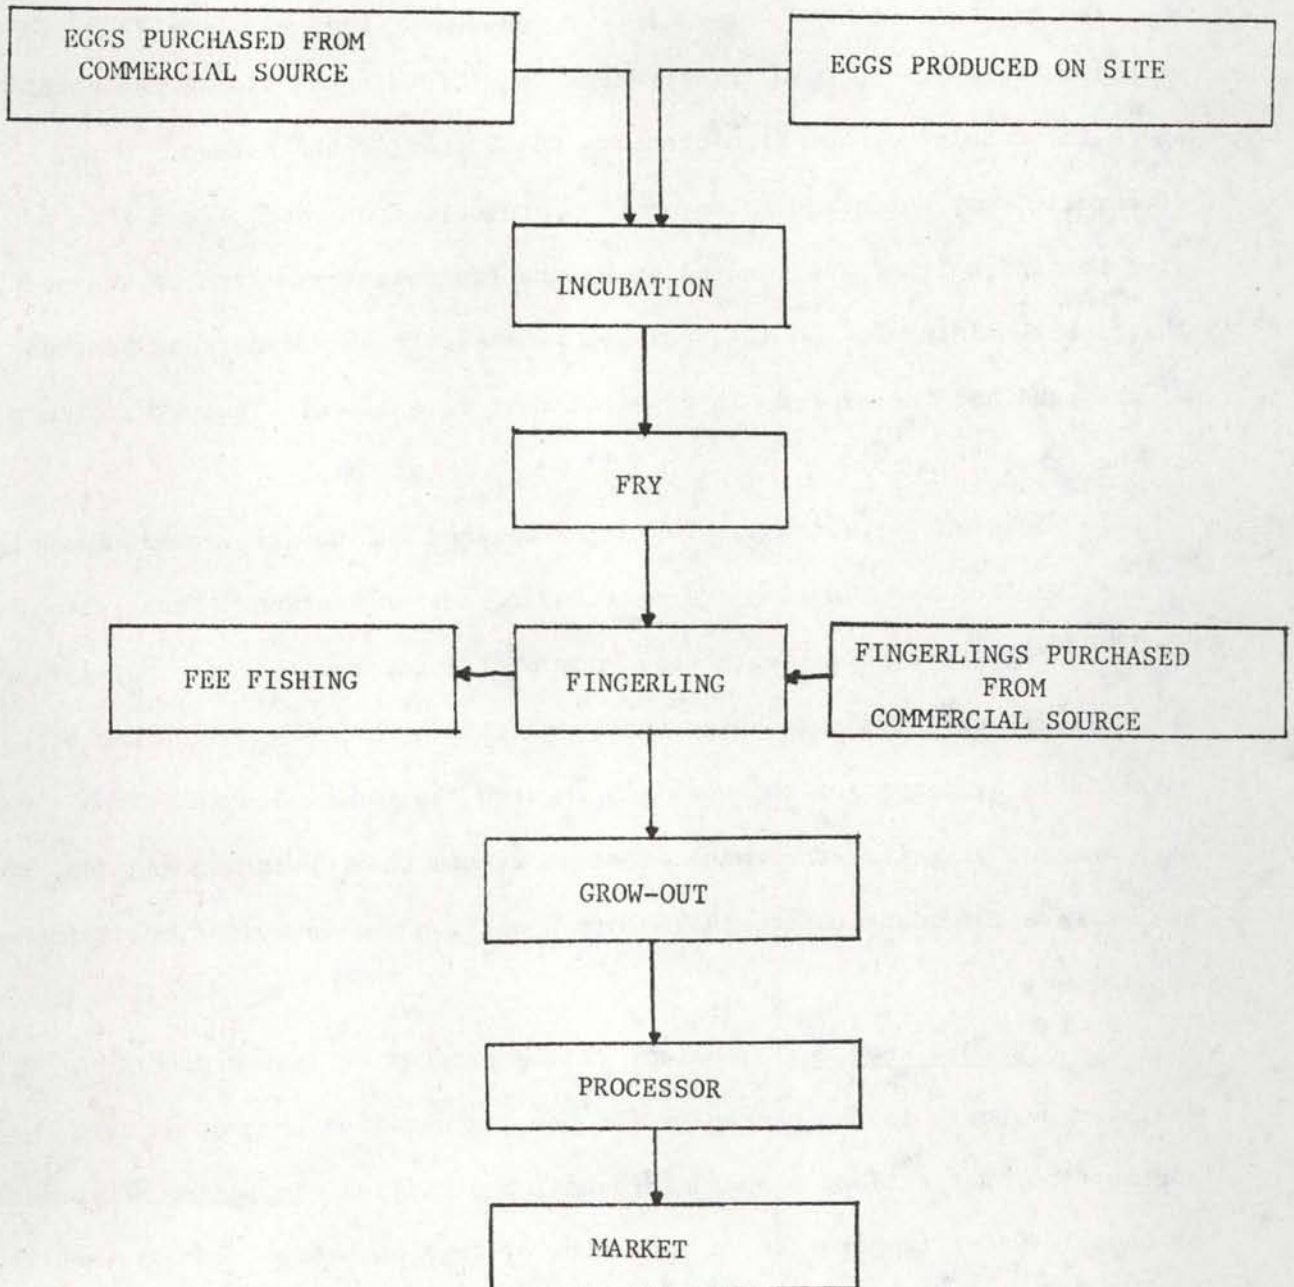 EGGS PURCHASED FROM
COMMERCIAL SOURCE
EGGS PRODUCED ON SITE
INCUBATION
FRY
FEE FISHING
FINGERLING
FINGERLINGS PURCHASED
FROM
COMMERCIAL SOURCE
GROW-OUT
PROCESSOR
MARKET